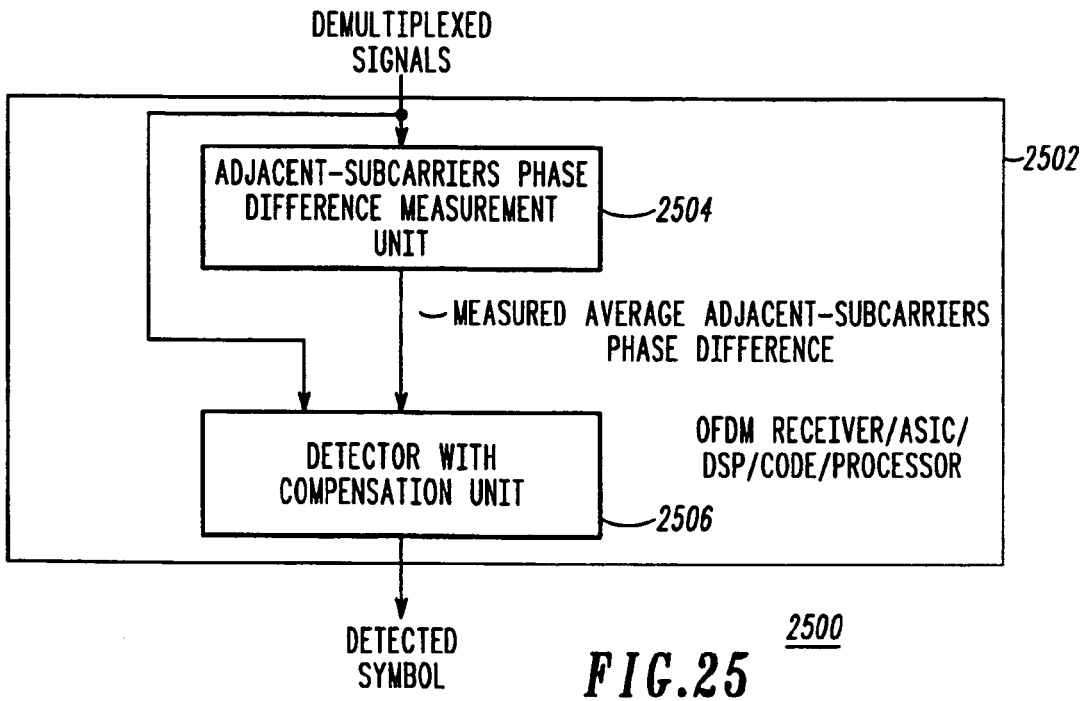 DEMULTIPLEXED
SIGNALS
2502
ADJACENT-SUBCARRIERS PHASE
DIFFERENCE MEASUREMENT
UNIT
2504
MEASURED AVERAGE ADJACENT-SUBCARRIERS
PHASE DIFFERENCE
OFDM RECEIVER/ASIC/
DSP/CODE/PROCESSOR
DETECTOR WITH
COMPENSATION UNIT
2506
DETECTED
SYMBOL
2500
FIG.25